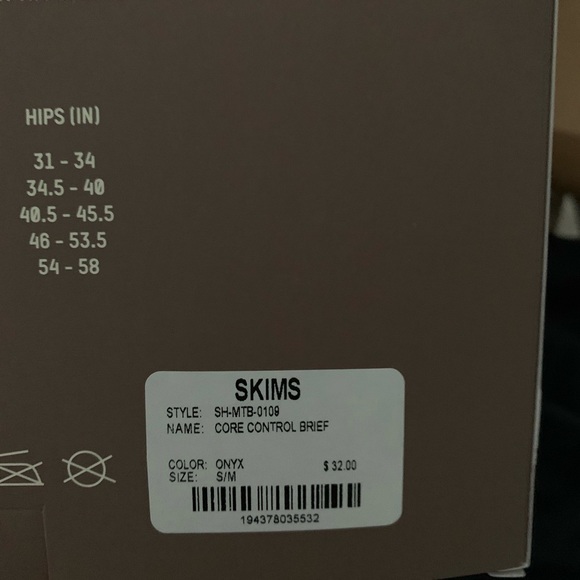 HIPS (IN)
31 - 34
34.5 - 40
40.5 - 45.5
46 - 53.5
54 - 58
SKIMS
STYLE: SH-MTB-0109
NAME: CORE CONTROL BRIEF
COLOR: ONYX $ 32.00
SIZE: S/M
194378035532